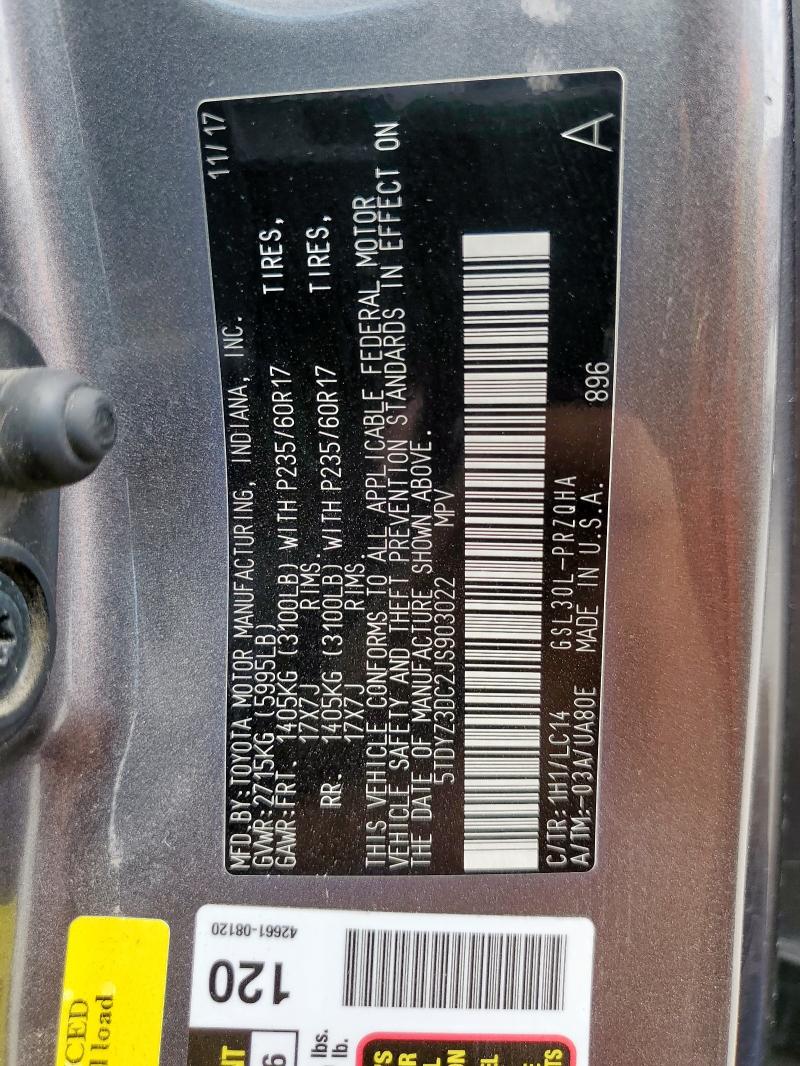 MFD.BY:TOYOTA MOTOR MANUFACTURING, INDIANA, INC. 11/17
GVWR:2715KG (5995LB)
GAWR:FRT. 1405KG (3100LB) WITH P235/60R17 TIRES,
17X7J RIMS.
RR. 1405KG (3100LB) WITH P235/60R17 TIRES,
17X7J RIMS.
THIS VEHICLE CONFORMS TO ALL APPLICABLE FEDERAL MOTOR
VEHICLE SAFETY AND THEFT PREVENTION STANDARDS IN EFFECT ON
THE DATE OF MANUFACTURE SHOWN ABOVE.
5TDYZ3DC2JS903022 MPV
C/TR:1H1/LC14 GSL30L-PRZQHA
A/TM:-03A/UA80E MADE IN U.S.A. 896 A
42661-08120
120
lbs.
lb.
load